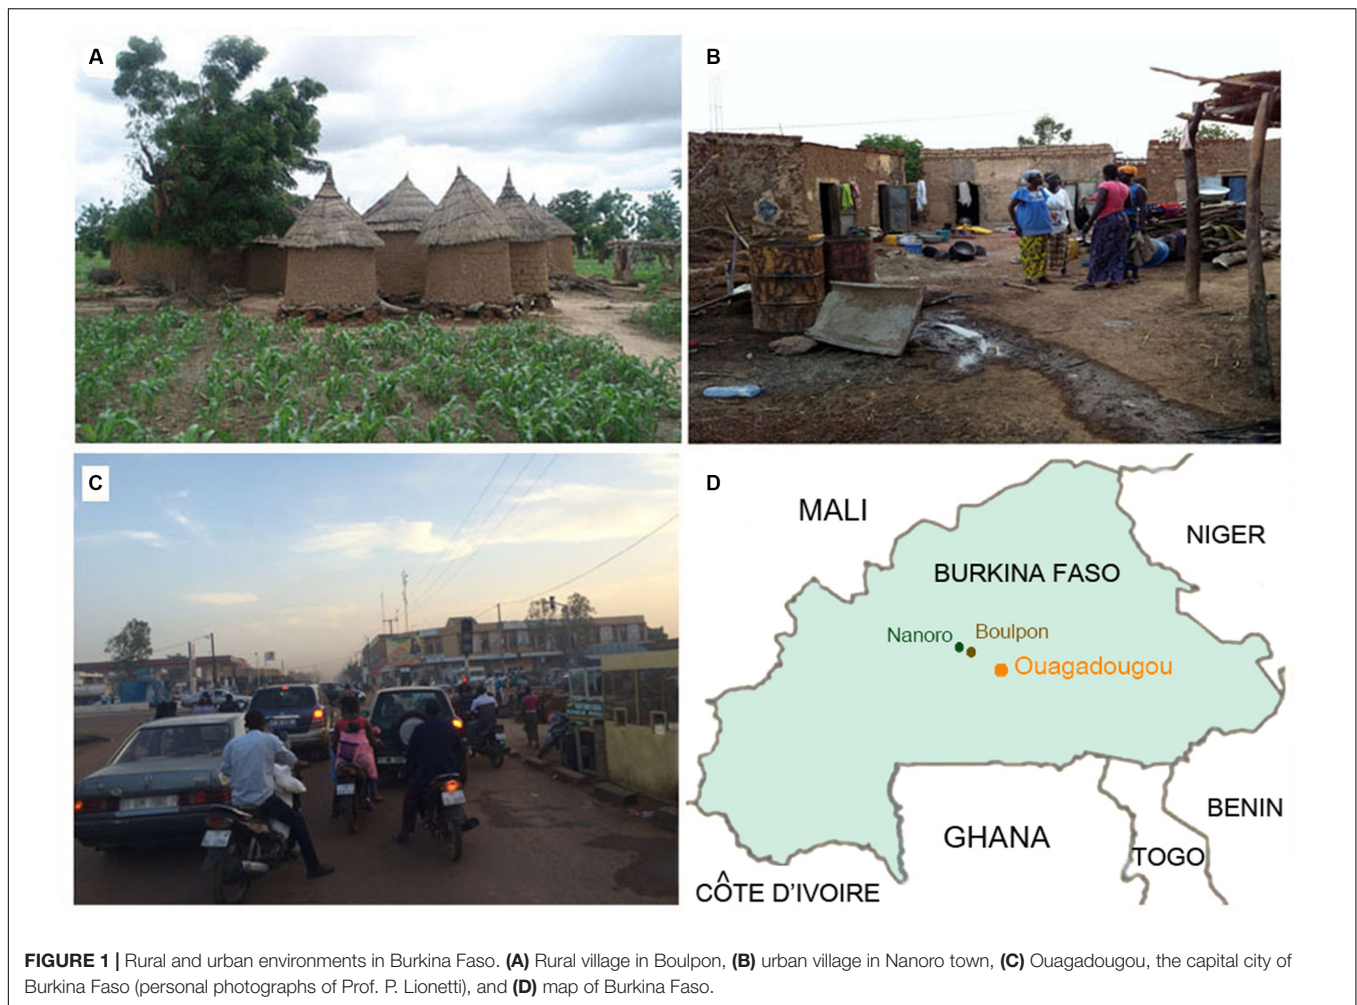 A
B
C
D
MALI
NIGER
BURKINA FASO
Nanoro
Boulpon
Ouagadougou
GHANA
BENIN
TOGO
CÔTE D'IVOIRE
FIGURE 1 | Rural and urban environments in Burkina Faso. (A) Rural village in Boulpon, (B) urban village in Nanoro town, (C) Ouagadougou, the capital city of
Burkina Faso (personal photographs of Prof. P. Lionetti), and (D) map of Burkina Faso.